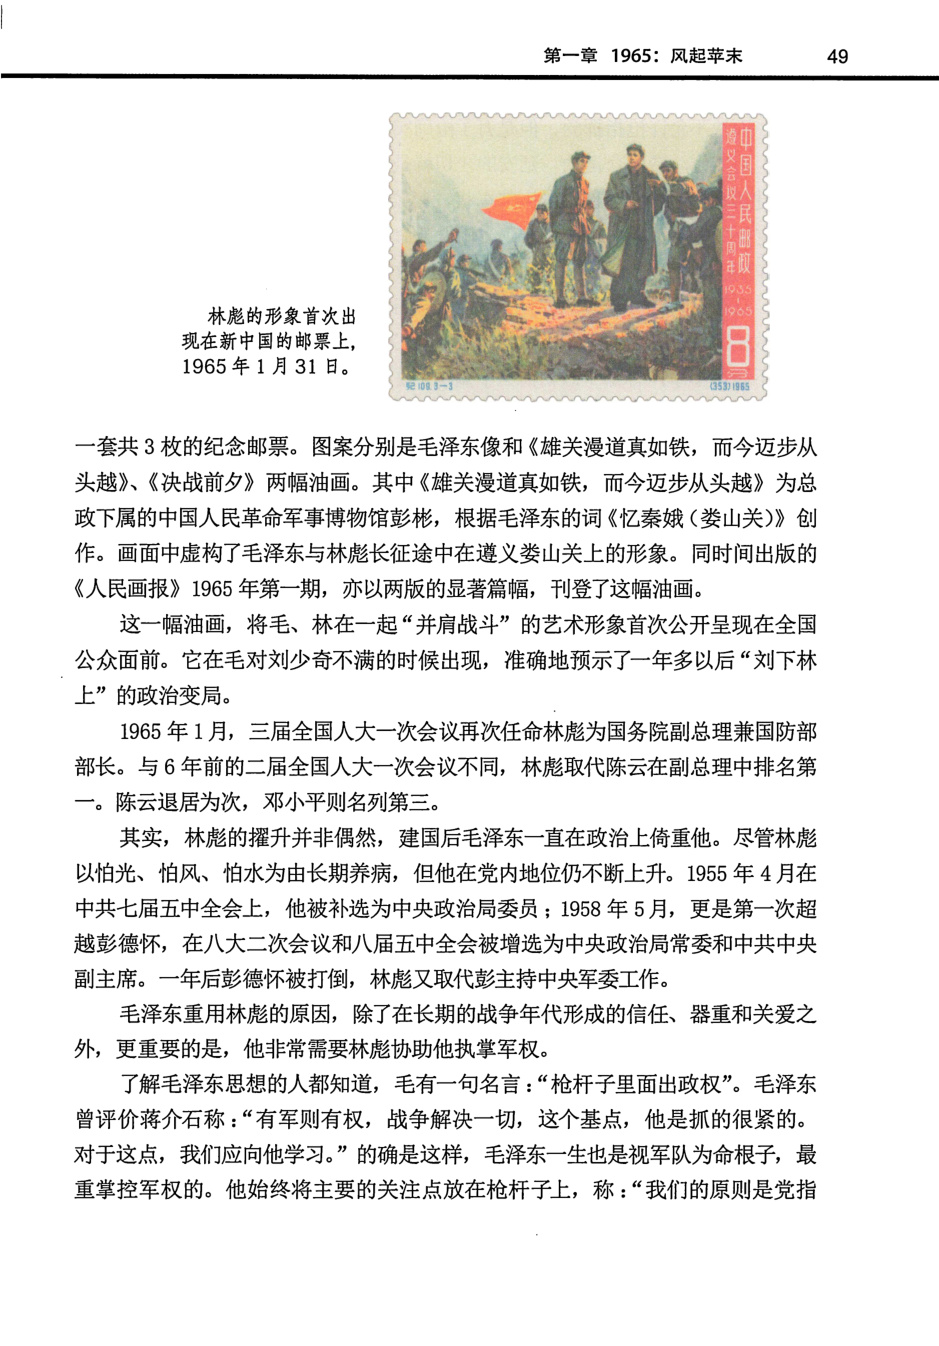 第一章 1965：风起苹末 49
中国人民邮政
遵义会议三十周年
1935
1965
8
分
纪109.3-3
(353)1965
林彪的形象首次出
现在新中国的邮票上，
1965 年 1 月 31 日。
一套共 3 枚的纪念邮票。图案分别是毛泽东像和《雄关漫道真如铁，而今迈步从
头越》、《决战前夕》两幅油画。其中《雄关漫道真如铁，而今迈步从头越》为总
政下属的中国人民革命军事博物馆彭彬，根据毛泽东的词《忆秦娥（娄山关）》创
作。画面中虚构了毛泽东与林彪长征途中在遵义娄山关上的形象。同时间出版的
《人民画报》1965 年第一期，亦以两版的显著篇幅，刊登了这幅油画。
这一幅油画，将毛、林在一起“并肩战斗”的艺术形象首次公开呈现在全国
公众面前。它在毛对刘少奇不满的时候出现，准确地预示了一年多以后“刘下林
上”的政治变局。
1965 年 1 月，三届全国人大一次会议再次任命林彪为国务院副总理兼国防部
部长。与 6 年前的二届全国人大一次会议不同，林彪取代陈云在副总理中排名第
一。陈云退居为次，邓小平则名列第三。
其实，林彪的擢升并非偶然，建国后毛泽东一直在政治上倚重他。尽管林彪
以怕光、怕风、怕水为由长期养病，但他在党内地位仍不断上升。1955 年 4 月在
中共七届五中全会上，他被补选为中央政治局委员；1958 年 5 月，更是第一次超
越彭德怀，在八大二次会议和八届五中全会被增选为中央政治局常委和中共中央
副主席。一年后彭德怀被打倒，林彪又取代彭主持中央军委工作。
毛泽东重用林彪的原因，除了在长期的战争年代形成的信任、器重和关爱之
外，更重要的是，他非常需要林彪协助他执掌军权。
了解毛泽东思想的人都知道，毛有一句名言：“枪杆子里面出政权”。毛泽东
曾评价蒋介石称：“有军则有权，战争解决一切，这个基点，他是抓的很紧的。
对于这点，我们应向他学习。”的确是这样，毛泽东一生也是视军队为命根子，最
重掌控军权的。他始终将主要的关注点放在枪杆子上，称：“我们的原则是党指